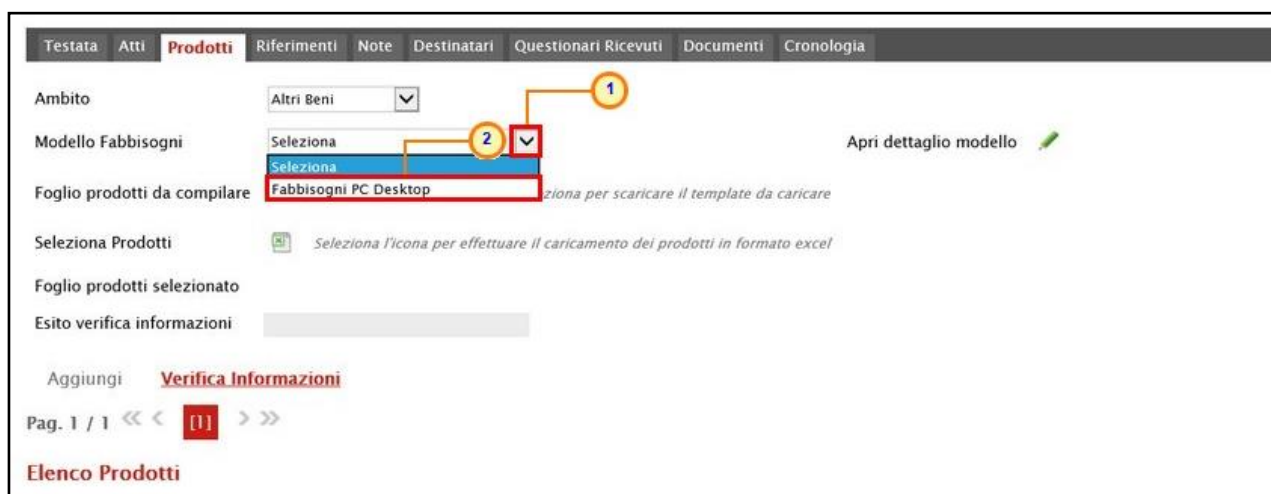 Testata Atti Prodotti Riferimenti Note Destinatari Questionari Ricevuti Documenti Cronologia
Ambito Altri Beni 1
Modello Fabbisogni Seleziona 2 Apri dettaglio modello
Seleziona
Foglio prodotti da compilare Fabbisogni PC Desktop ziona per scaricare il template da caricare
Seleziona Prodotti Seleziona l'icona per effettuare il caricamento dei prodotti in formato excel
Foglio prodotti selezionato
Esito verifica informazioni
Aggiungi Verifica Informazioni
Pag. 1 / 1 << < [1] > >>
Elenco Prodotti